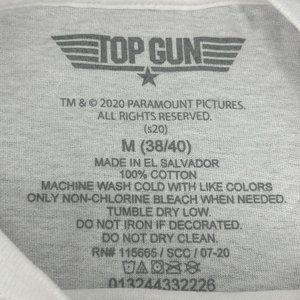 TOP GUN
TM & © 2020 PARAMOUNT PICTURES.
ALL RIGHTS RESERVED.
(s20)
M (38/40)
MADE IN EL SALVADOR
100% COTTON
MACHINE WASH COLD WITH LIKE COLORS
ONLY NON-CHLORINE BLEACH WHEN NEEDED.
TUMBLE DRY LOW.
DO NOT IRON IF DECORATED.
DO NOT DRY CLEAN.
RN# 115665 / SCC / 07-20
013244332226